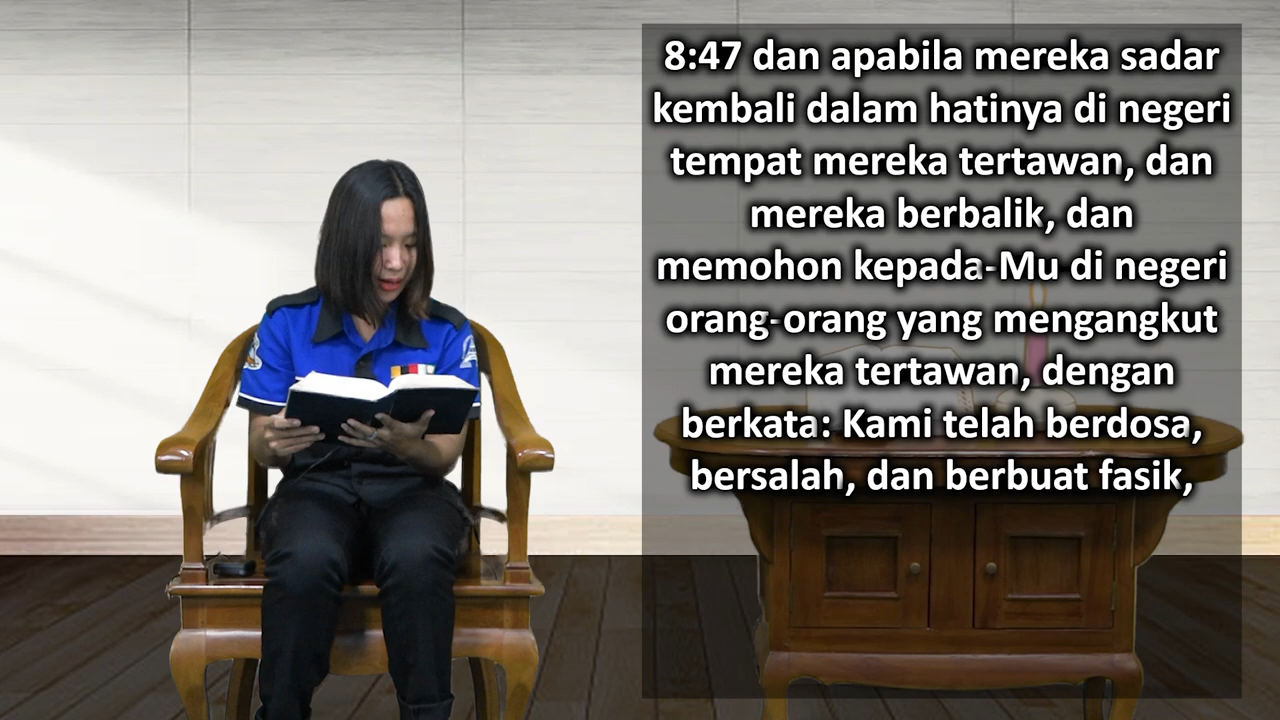 8:47 dan apabila mereka sadar
kembali dalam hatinya di negeri
tempat mereka tertawan, dan
mereka berbalik, dan
memohon kepada-Mu di negeri
orang-orang yang mengangkut
mereka tertawan, dengan
berkata: Kami telah berdosa,
bersalah, dan berbuat fasik,